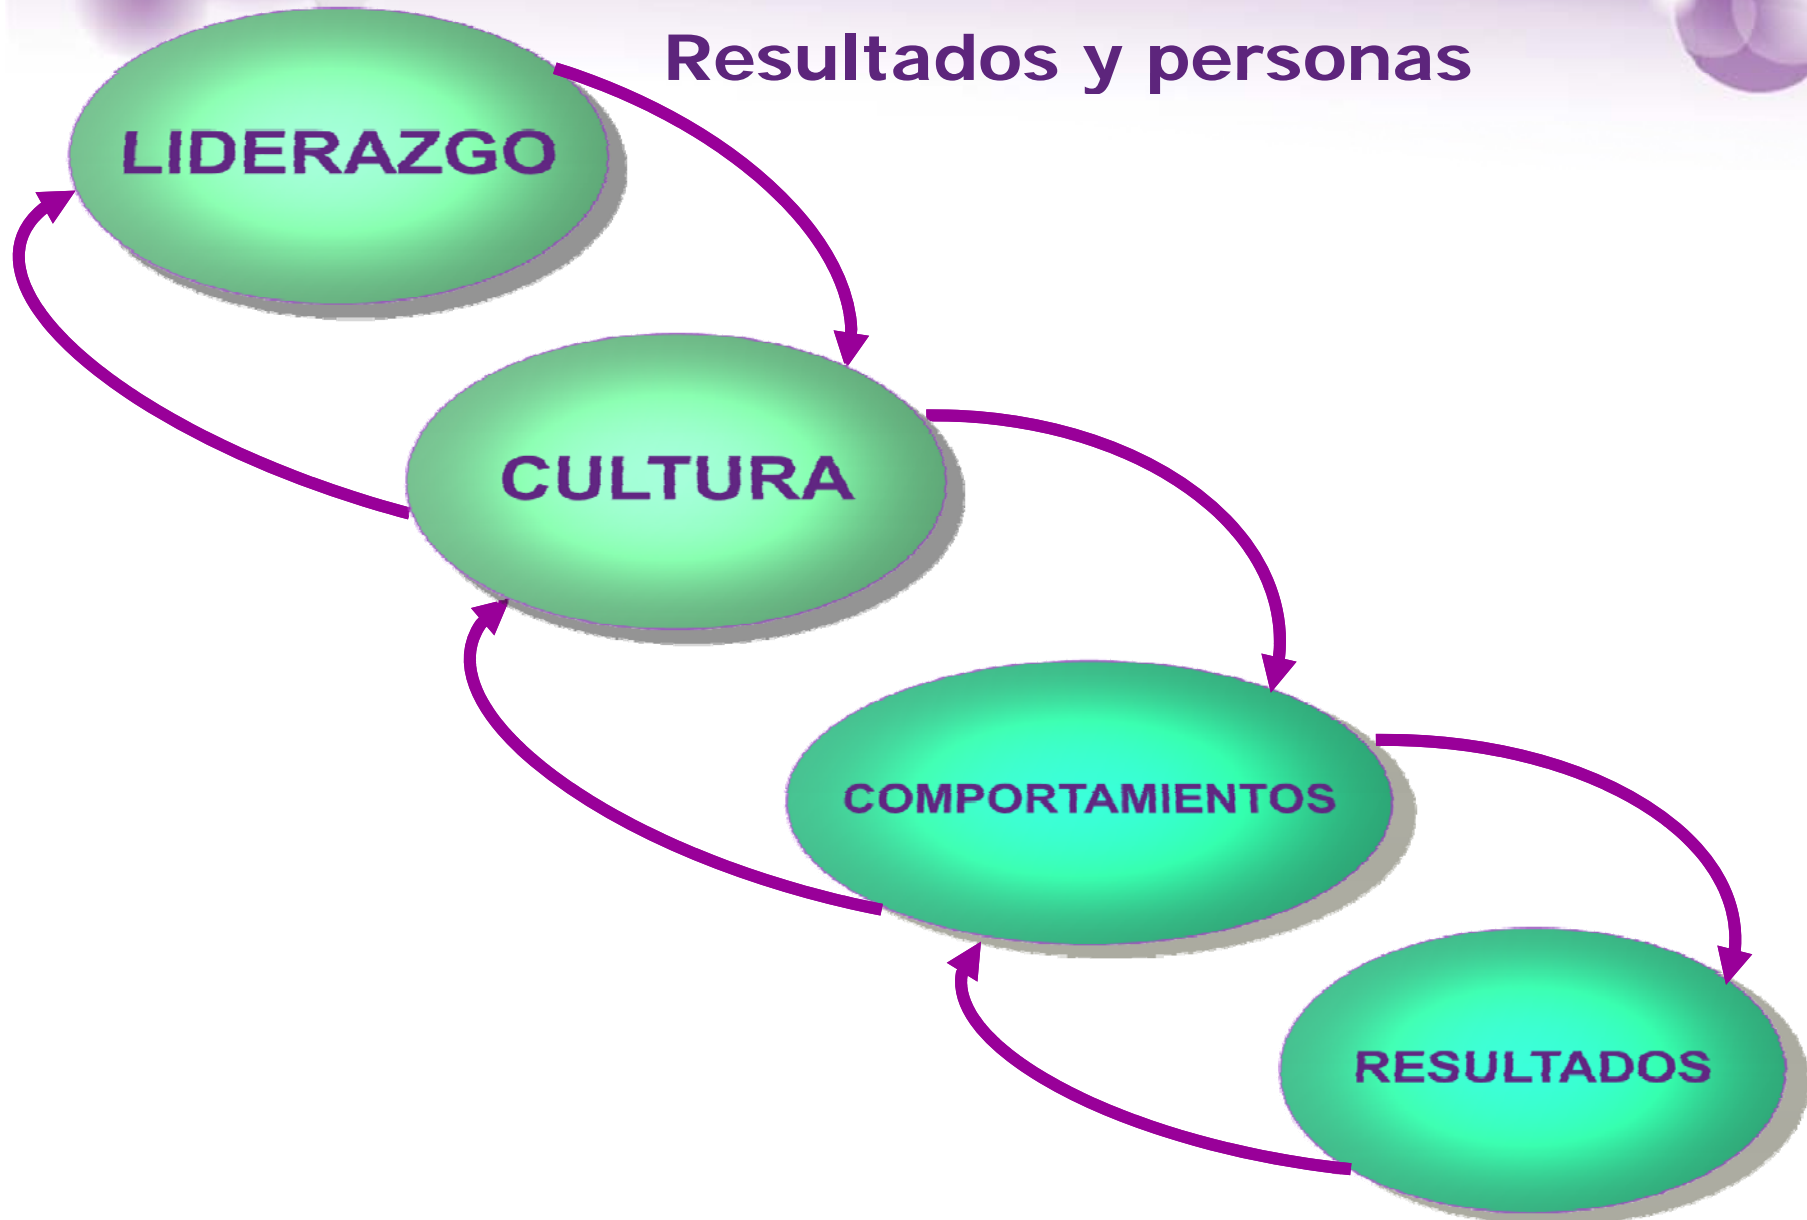 Resultados y personas
LIDERAZGO
CULTURA
COMPORTAMIENTOS
RESULTADOS